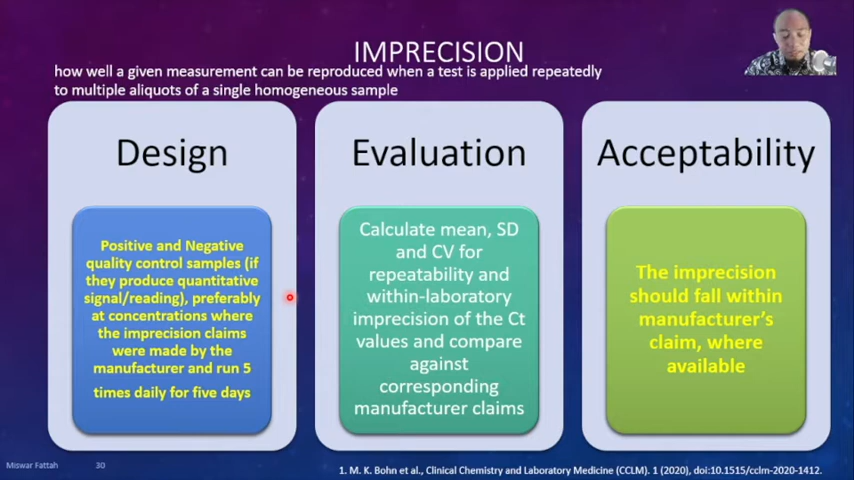 IMPRECISION
how well a given measurement can be reproduced when a test is applied repeatedly
to multiple aliquots of a single homogeneous sample
Design
Positive and Negative
quality control samples (if
they produce quantitative
signal/reading), preferably
at concentrations where
the imprecision claims
were made by the
manufacturer and run 5
times daily for five days
Evaluation
Calculate mean, SD
and CV for
repeatability and
within-laboratory
imprecision of the Ct
values and compare
against
corresponding
manufacturer claims
Acceptability
The imprecision
should fall within
manufacturer's
claim, where
available
Miswar Fattah 30
1. M. K. Bohn et al., Clinical Chemistry and Laboratory Medicine (CCLM). 1 (2020), doi:10.1515/cclm-2020-1412.